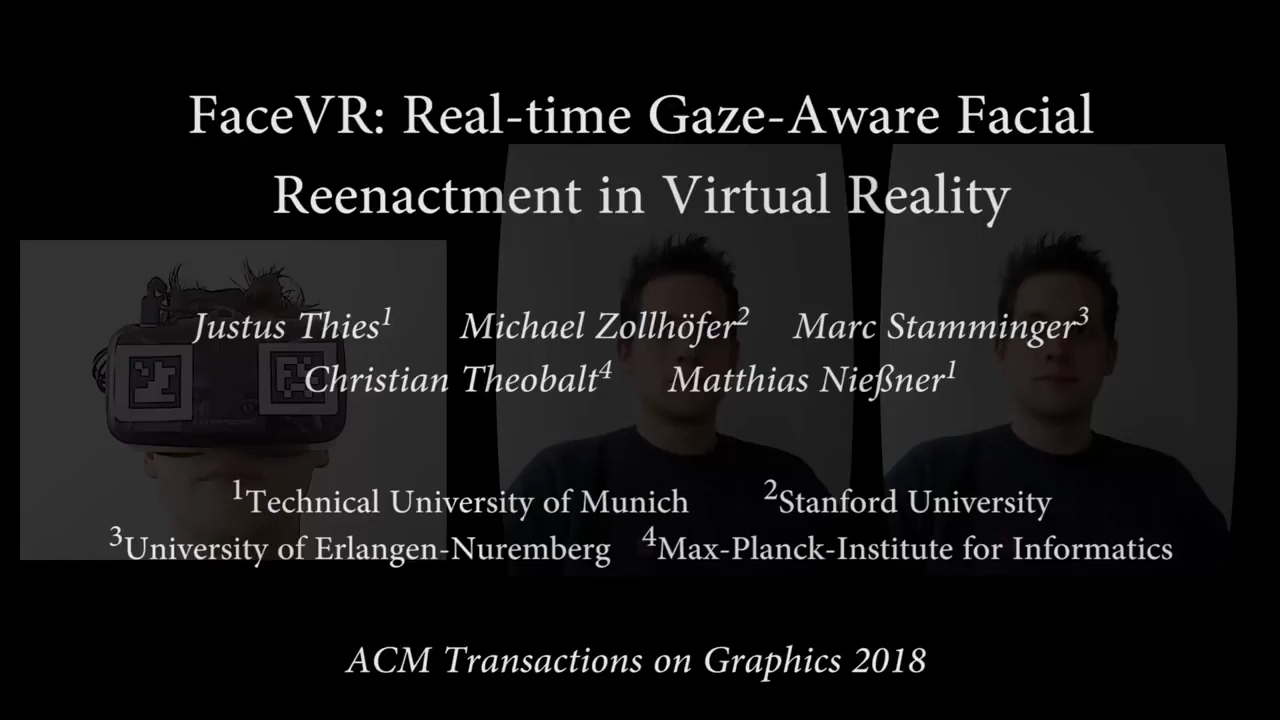 FaceVR: Real-time Gaze-Aware Facial
Reenactment in Virtual Reality
Justus Thies¹ Michael Zollhöfer² Marc Stamminger³
Christian Theobalt⁴ Matthias Nießner¹
¹Technical University of Munich ²Stanford University
³University of Erlangen-Nuremberg ⁴Max-Planck-Institute for Informatics
ACM Transactions on Graphics 2018